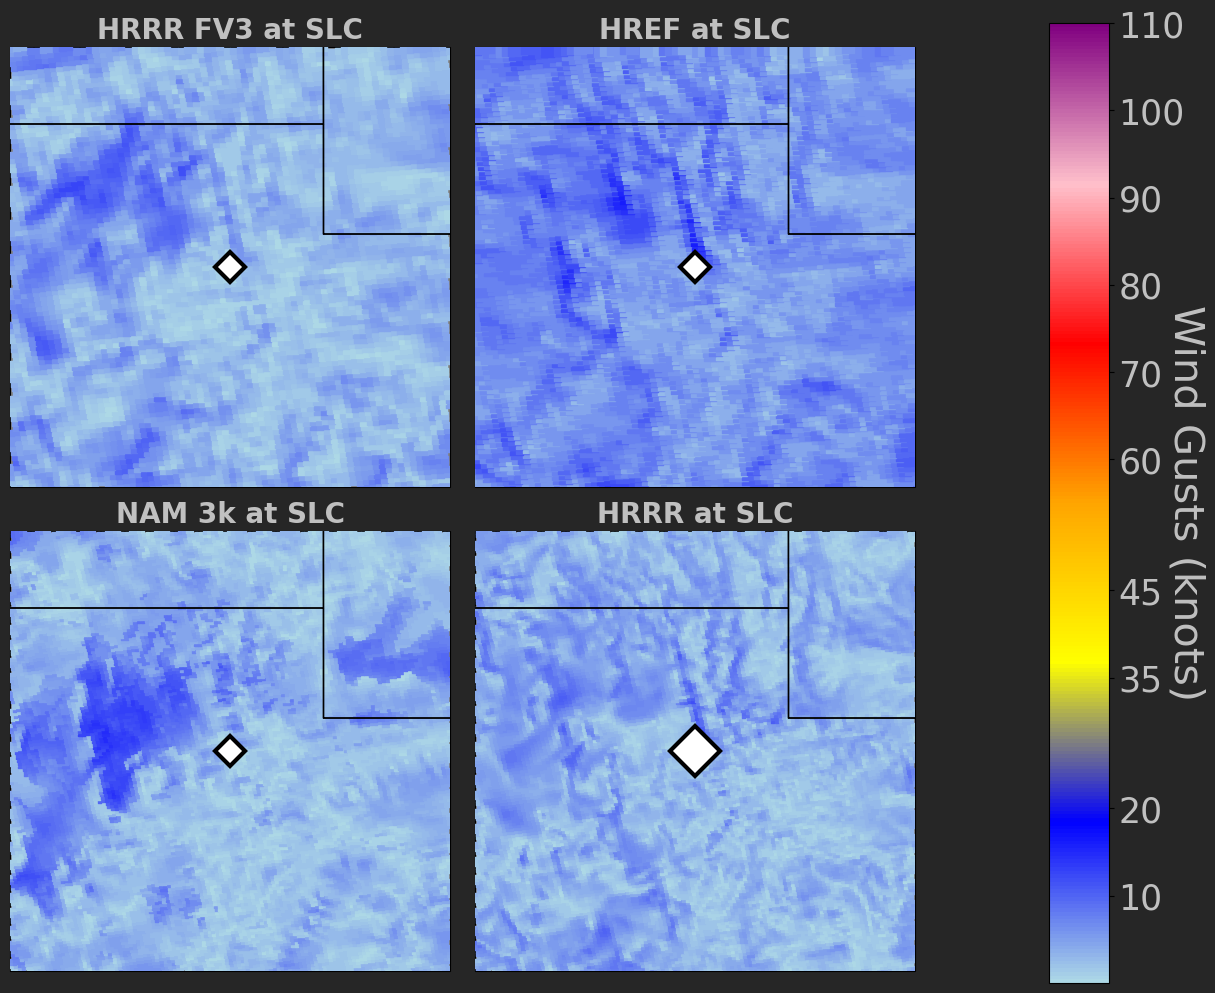 HRRR FV3 at SLC
HREF at SLC
NAM 3k at SLC
HRRR at SLC
110
100
90
80
70
60
45
35
20
10
Wind Gusts (knots)